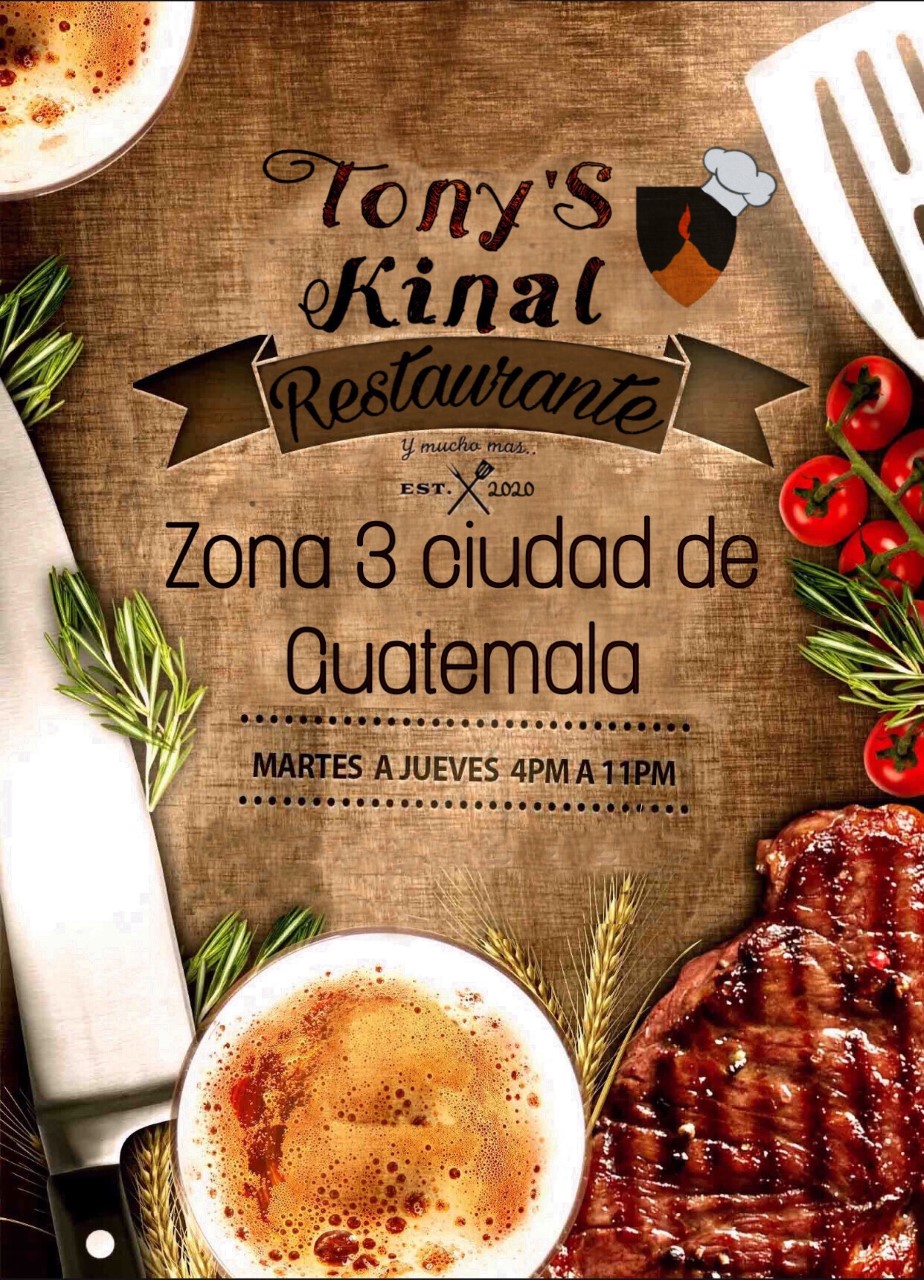 Tony'S
Kinal
Restaurante
Y mucho mas..
EST. 2020
Zona 3 ciudad de
Guatemala
MARTES A JUEVES 4PM A 11PM